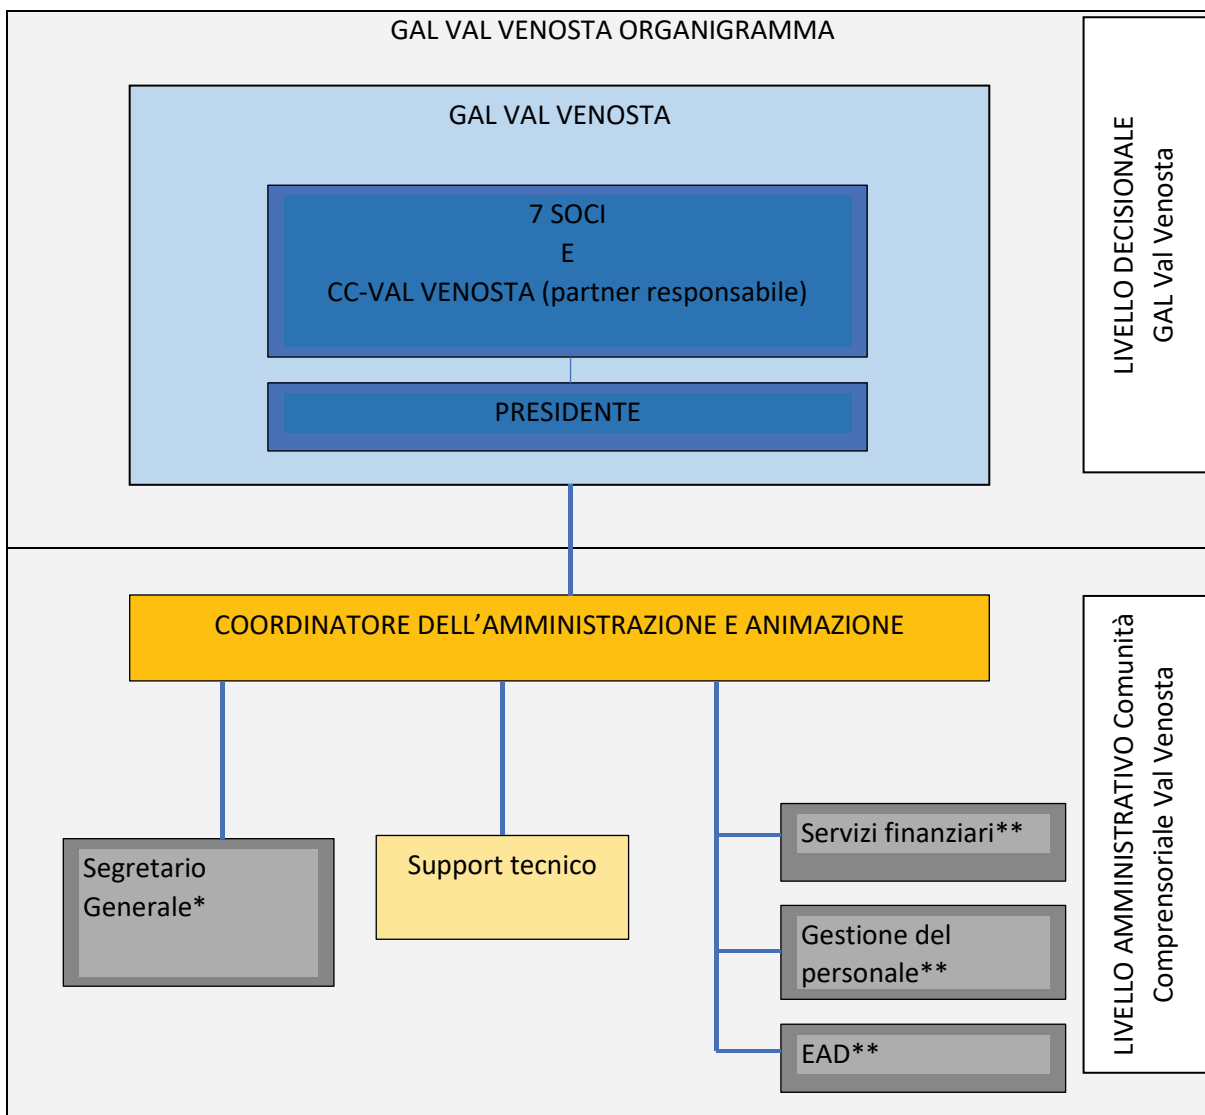 GAL VAL VENOSTA ORGANIGRAMMA
GAL VAL VENOSTA
7 SOCI
E
CC-VAL VENOSTA (partner responsabile)
PRESIDENTE
LIVELLO DECISIONALE
GAL Val Venosta
COORDINATORE DELL’AMMINISTRAZIONE E ANIMAZIONE
Segretario
Generale*
Support tecnico
Servizi finanziari**
Gestione del
personale**
EAD**
LIVELLO AMMINISTRATIVO Comunità
Comprensoriale Val Venosta